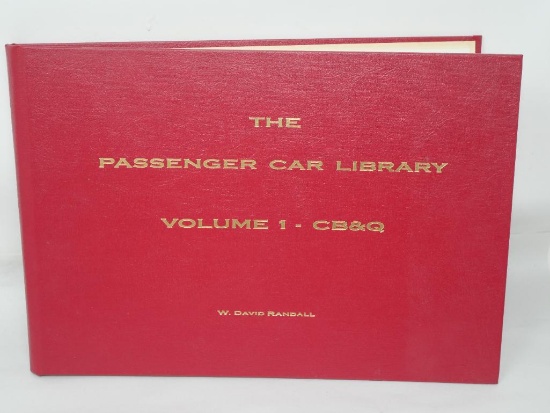 THE
PASSENGER CAR LIBRARY
VOLUME 1 - CB&Q
W. DAVID RANDALL